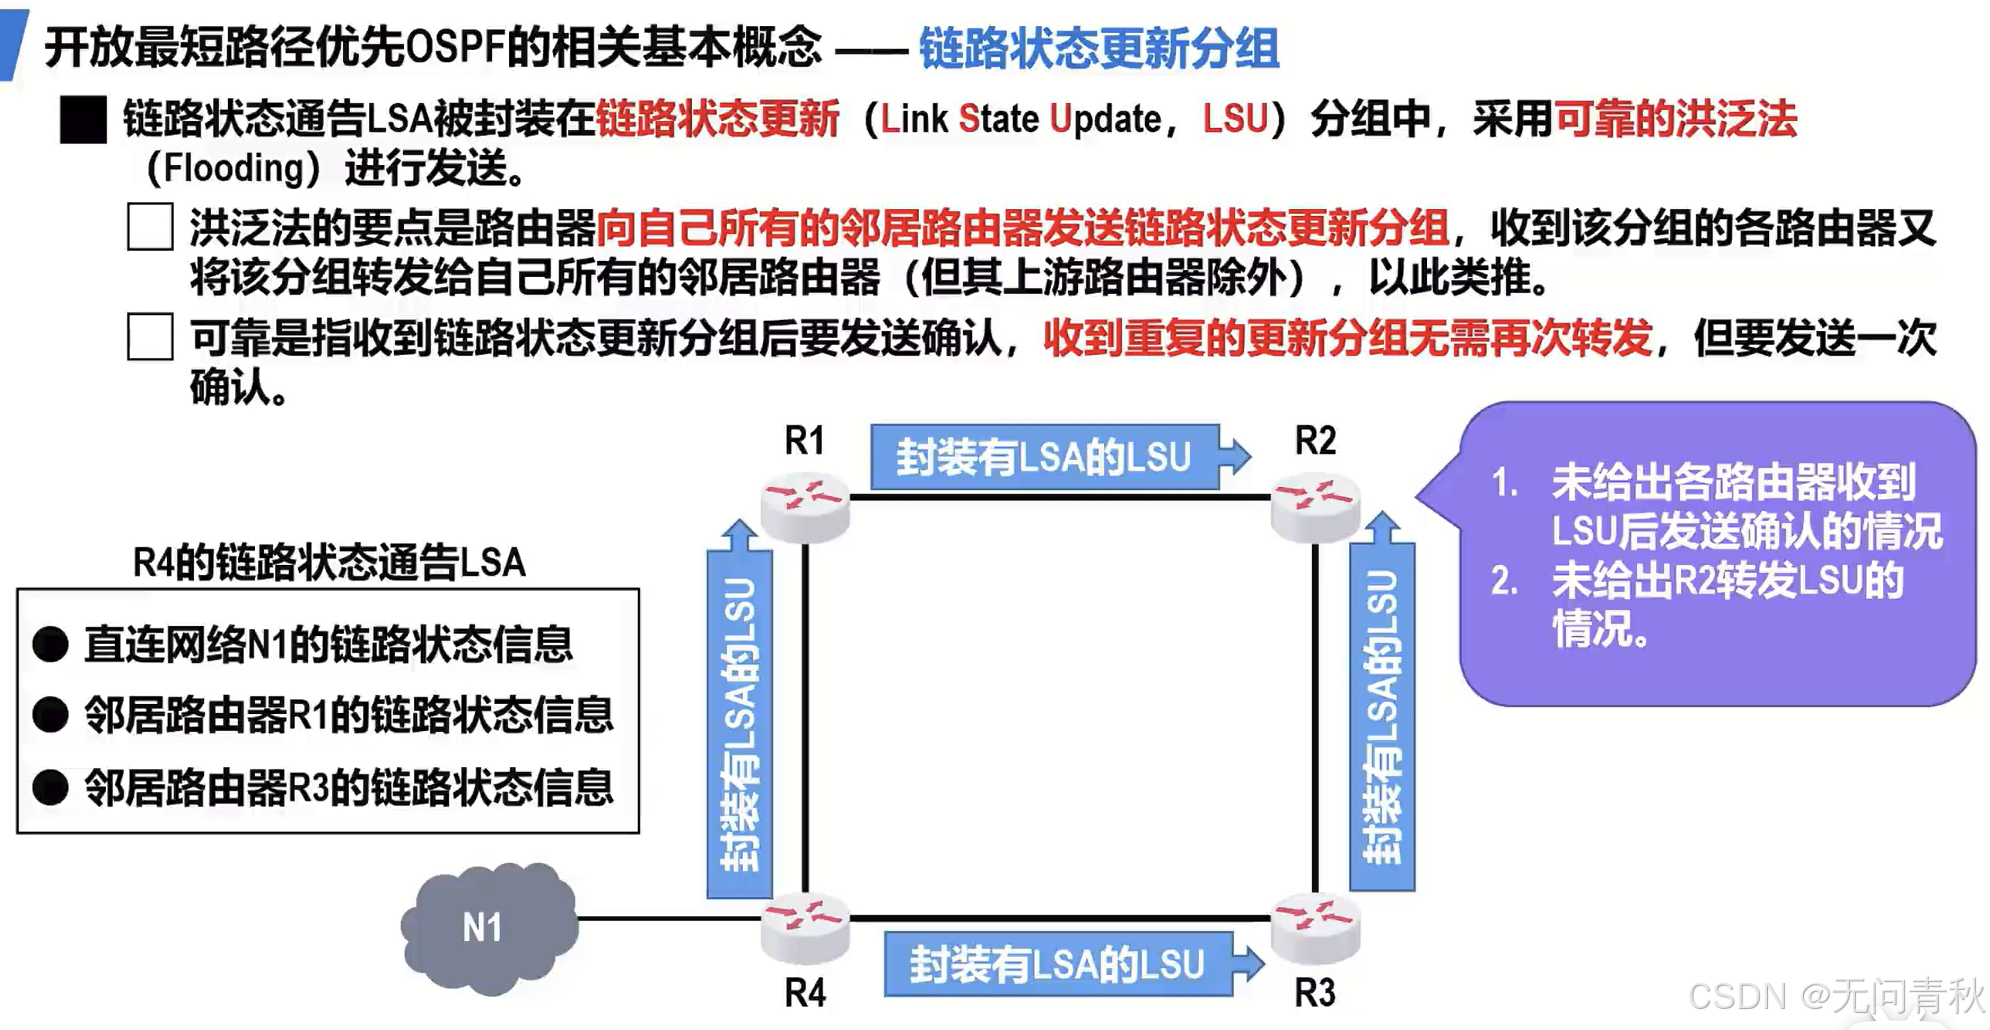 开放最短路径优先OSPF的相关基本概念 —— 链路状态更新分组
链路状态通告LSA被封装在链路状态更新（Link State Update，LSU）分组中，采用可靠的洪泛法
（Flooding）进行发送。
洪泛法的要点是路由器向自己所有的邻居路由器发送链路状态更新分组，收到该分组的各路由器又
将该分组转发给自己所有的邻居路由器（但其上游路由器除外），以此类推。
可靠是指收到链路状态更新分组后要发送确认，收到重复的更新分组无需再次转发，但要发送一次
确认。
R1
封装有LSA的LSU
R2
1. 未给出各路由器收到
LSU后发送确认的情况
2. 未给出R2转发LSU的
情况。
R4的链路状态通告LSA
直连网络N1的链路状态信息
邻居路由器R1的链路状态信息
邻居路由器R3的链路状态信息
封装有LSA的LSU
封装有LSA的LSU
N1
封装有LSA的LSU
R4
R3
CSDN @无问青秋